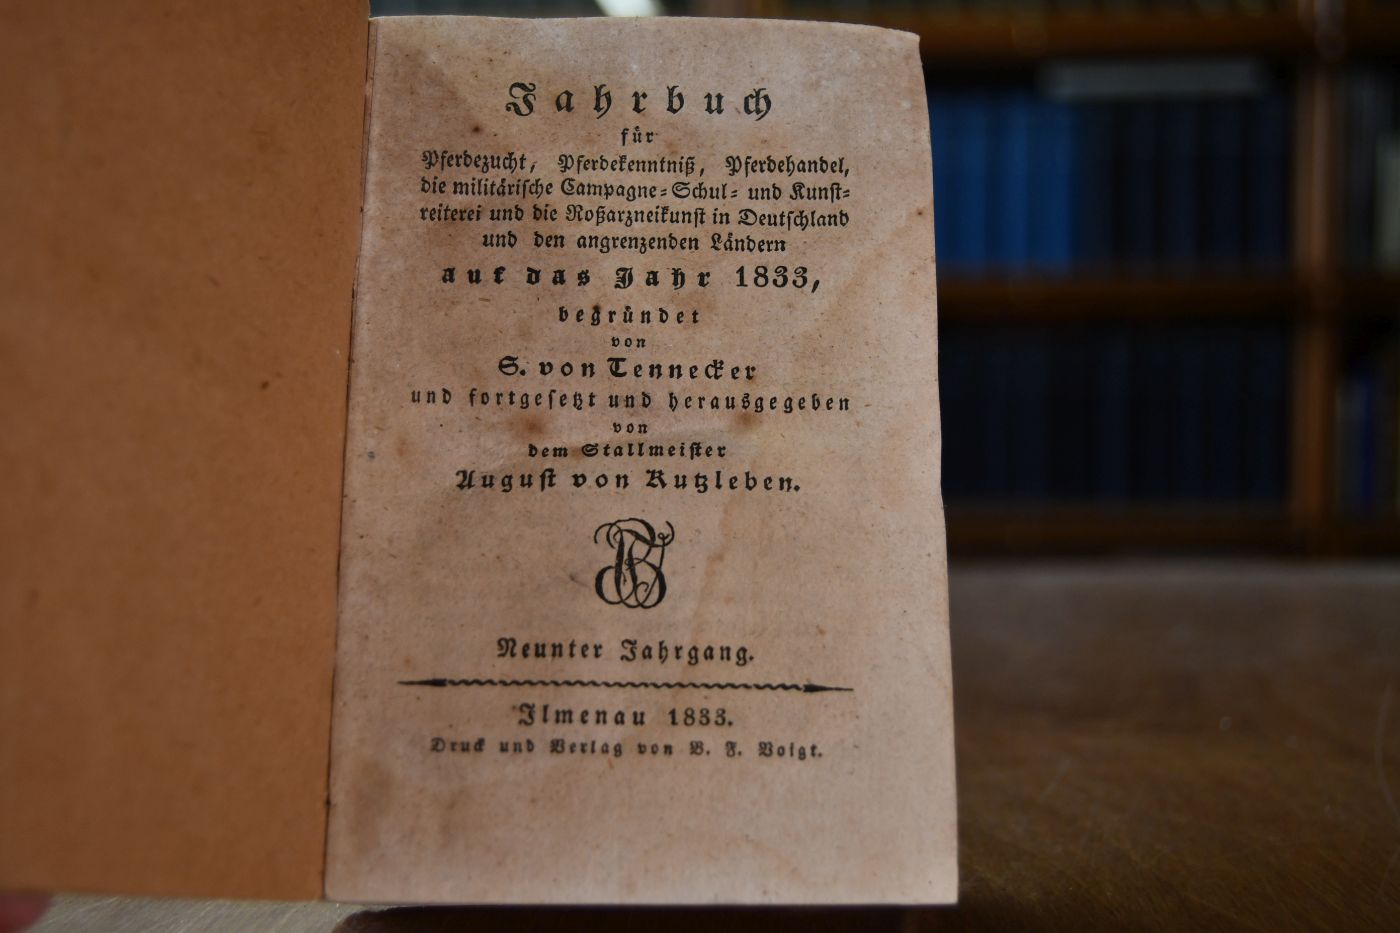 Jahrbuch
für
Pferdezucht, Pferdekenntniß, Pferdehandel,
die militärische Campagne-Schul- und Kunst-
reiterei und die Roßarzneikunst in Deutschland
und den angrenzenden Ländern
auf das Jahr 1833,
begründet
von
S. von Tennecker
und fortgesetzt und herausgegeben
von
dem Stallmeister
August von Kutzleben.
Neunter Jahrgang.
Ilmenau 1833.
Druck und Verlag von B. F. Voigt.